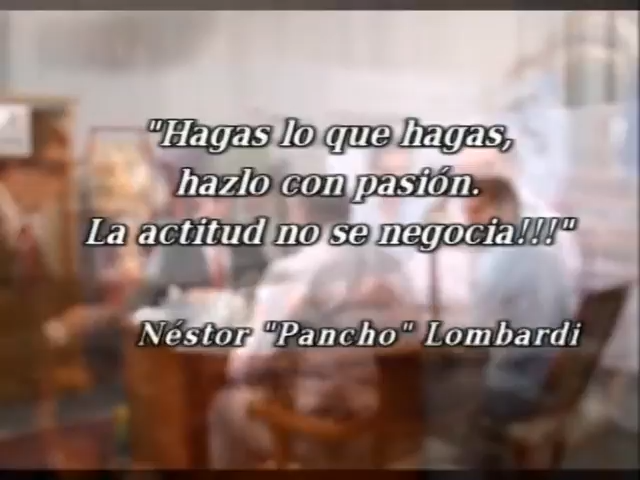 "Hagas lo que hagas,
hazlo con pasión.
La actitud no se negocia!!!"
Néstor "Pancho" Lombardi